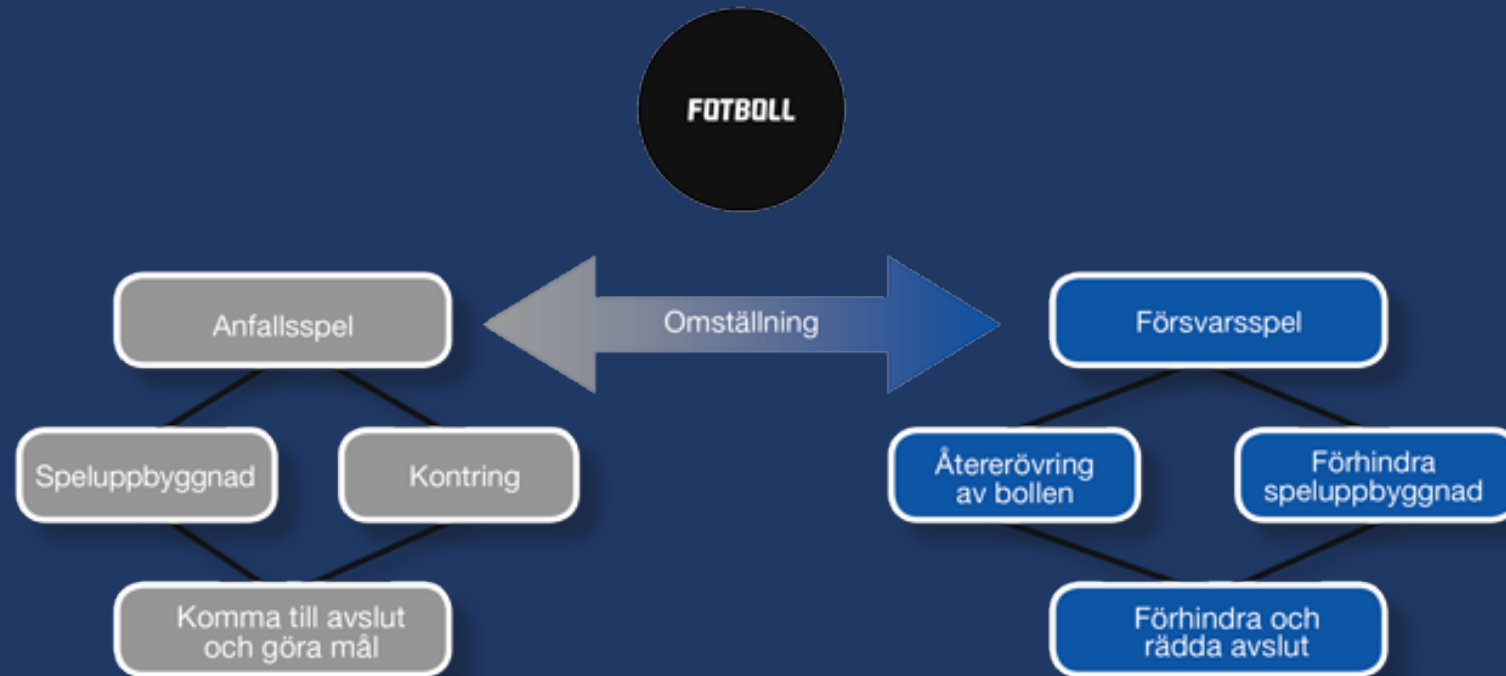 FOTBOLL
Anfallsspel
Omställning
Försvarsspel
Speluppbyggnad
Kontring
Återerövring
av bollen
Förhindra
speluppbyggnad
Komma till avslut
och göra mål
Förhindra och
rädda avslut